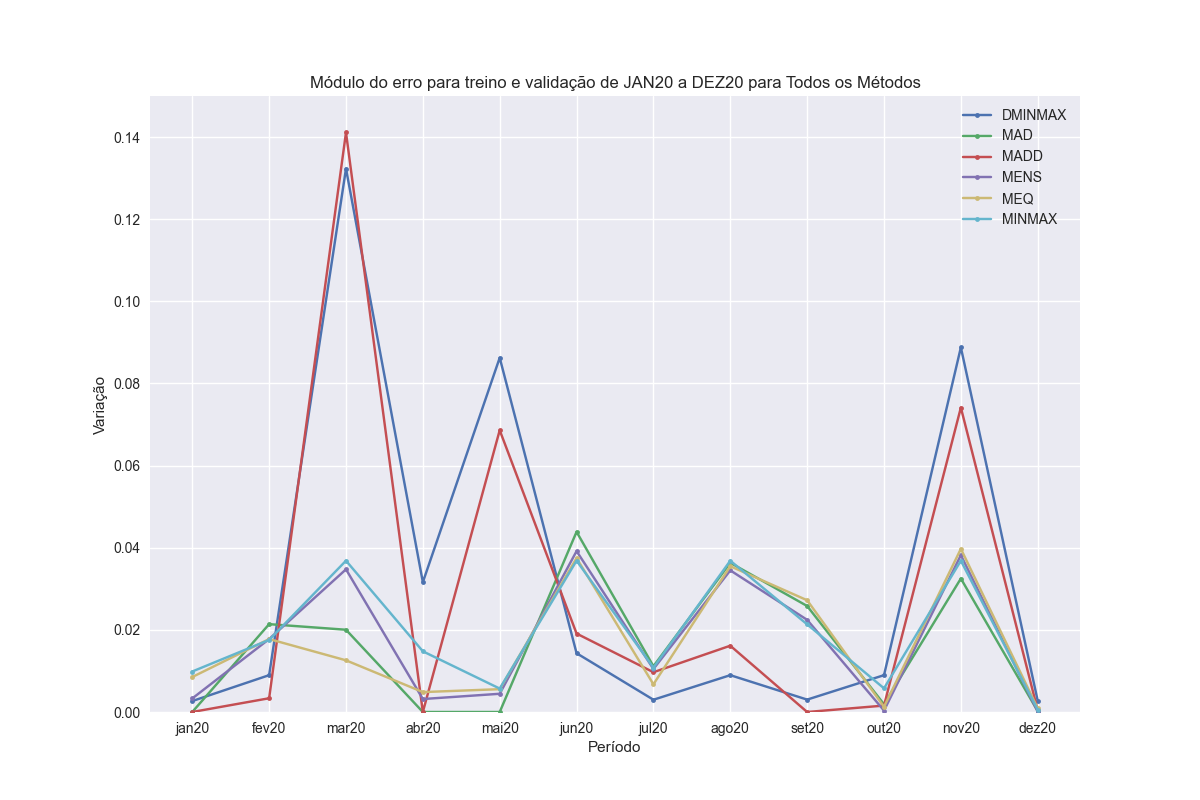 Módulo do erro para treino e validação de JAN20 a DEZ20 para Todos os Métodos
DMINMAX
MAD
MADD
MENS
MEQ
MINMAX
0.14
0.12
0.10
0.08
0.06
0.04
0.02
0.00
Variação
jan20 fev20 mar20 abr20 mai20 jun20 jul20 ago20 set20 out20 nov20 dez20
Período